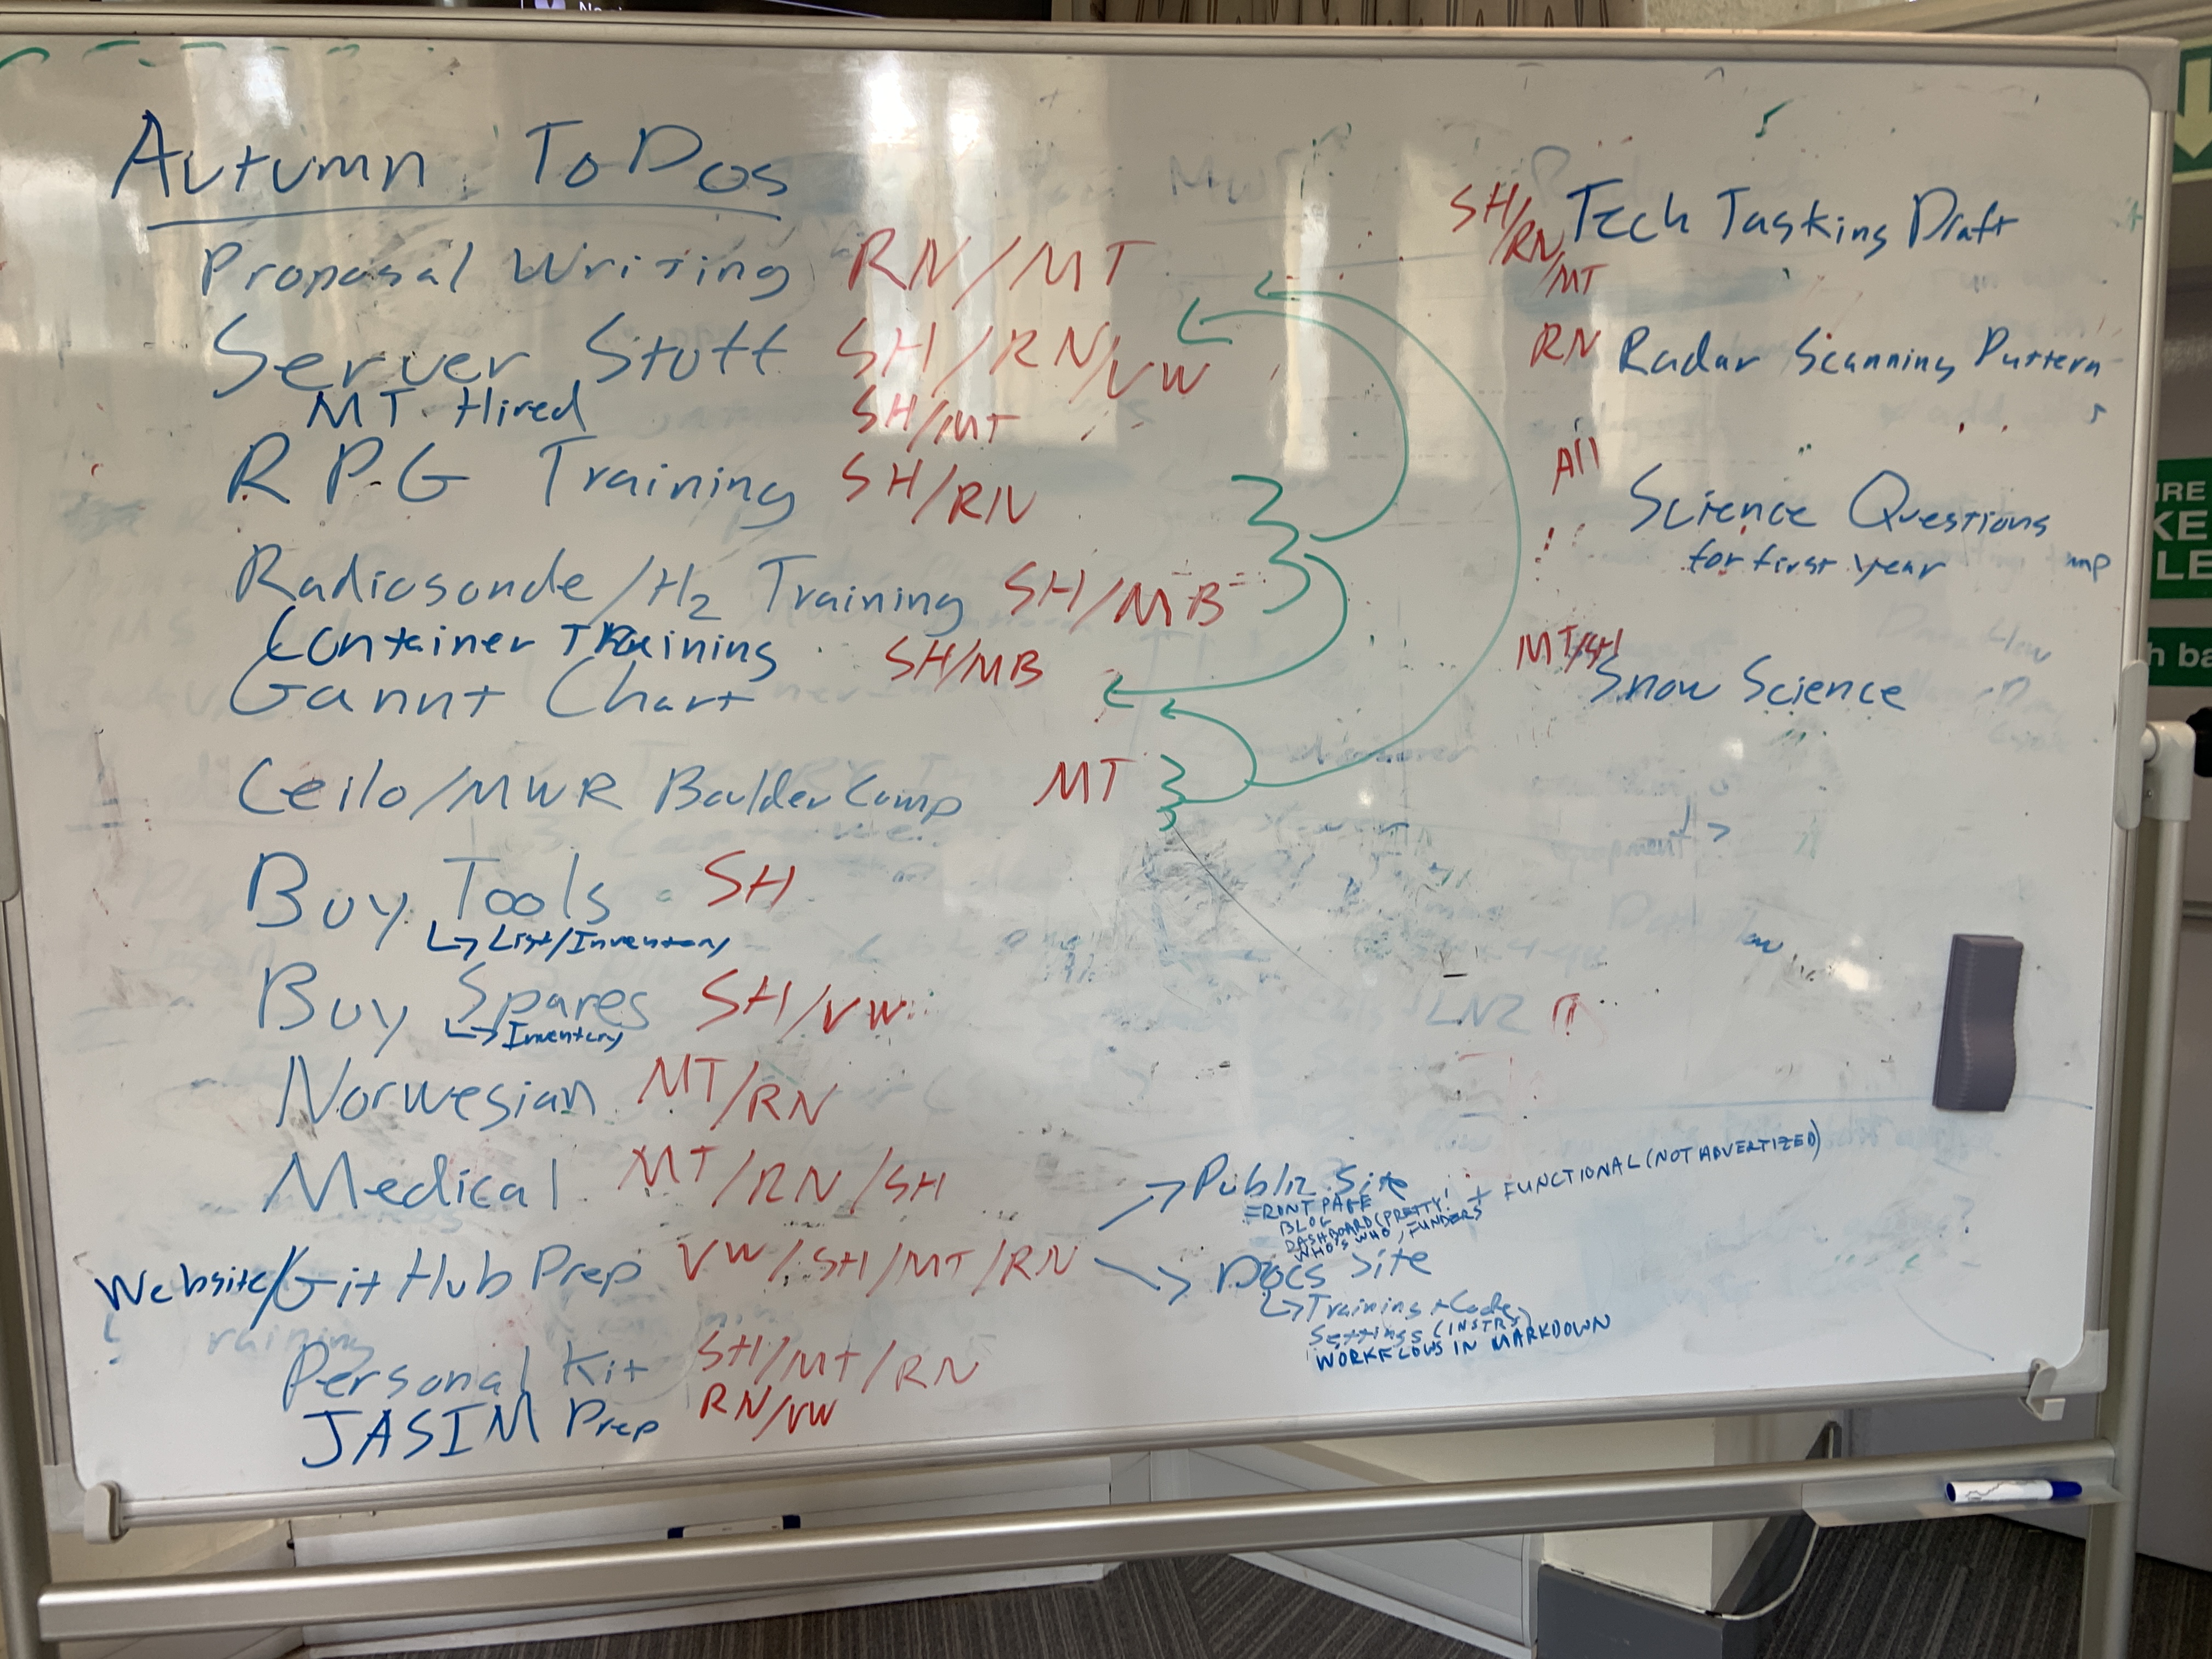 Autumn ToDos
Proposal Writing RN/MT
Server Stuff SH/RN/VW
MT Hired SH/MT
RPG Training SH/RN
Radiosonde/H2 Training SH/MB
Container Training SH/MB
Gannt Chart
Ceilo/MWR Boulder Comp MT
Buy Tools SH
↳ List/Inventory
Buy Spares SH/VW
↳ Inventory
Norwegian MT/RN
Medical MT/RN/SH
Website/GitHub Prep VW/SH/MT/RN
Personal Kit SH/MT/RN
JASIM Prep RN/VW
SH/RN/MT Tech Tasking Draft
RN Radar Scanning Pattern
All Science Questions
for first year
MT/SH Snow Science
LN2
→ Public Site
FRONT PAGE
BLOG
DASHBOARD (PRETTY! + FUNCTIONAL (NOT ADVERTIZED)
WHO'S WHO, FUNDERS
→ Docs Site
↳ Training + Code
Settings (INSTRS)
WORKFLOWS IN MARKDOWN